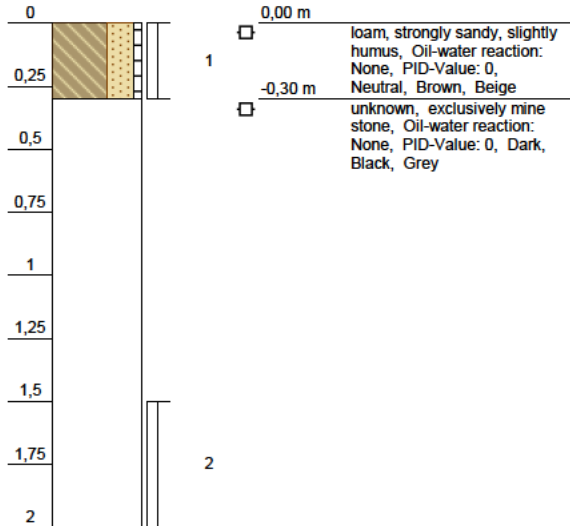 0
0,25
0,5
0,75
1
1,25
1,5
1,75
2
1
2
0,00 m
loam, strongly sandy, slightly
humus, Oil-water reaction:
None, PID-Value: 0,
Neutral, Brown, Beige
-0,30 m
unknown, exclusively mine
stone, Oil-water reaction:
None, PID-Value: 0, Dark,
Black, Grey